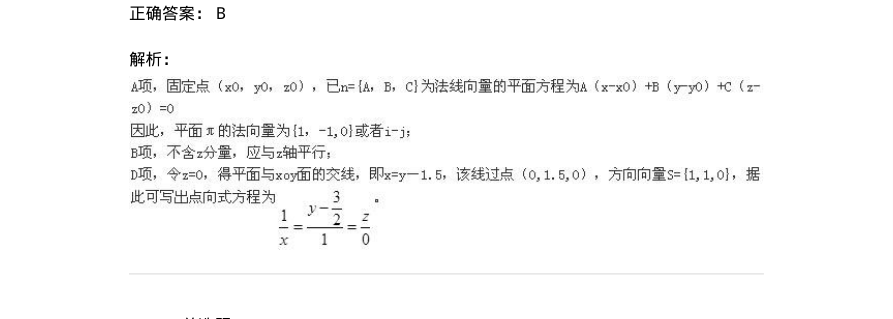 正确答案: B
解析:
A项, 固定点(x0, y0, z0), 已n={A, B, C}为法线向量的平面方程为A(x-x0)+B(y-y0)+C(z-
z0)=0
因此, 平面π的法向量为{1, -1,0}或者i-j;
B项, 不含z分量, 应与z轴平行;
D项, 令z=0, 得平面与xoy面的交线, 即x=y-1.5, 该线过点(0,1.5,0), 方向向量S={1,1,0}, 据
此可写出点向式方程为 1/x = (y-3/2)/1 = z/0 。